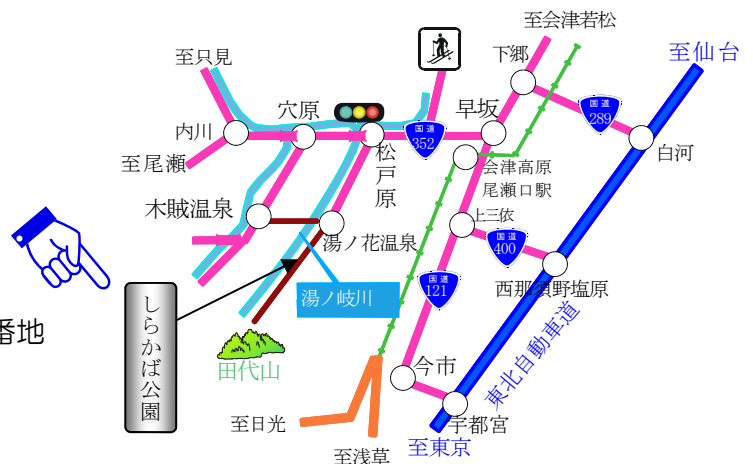 至会津若松
至只見
下郷
至仙台
穴原
早坂
国道
289
内川
国道
352
松戸原
白河
至尾瀬
会津高原
尾瀬口駅
木賊温泉
上三依
湯ノ花温泉
国道
400
西那須野塩原
湯ノ岐川
国道
121
しらかば公園
番地
東北自動車道
田代山
今市
至日光
宇都宮
至浅草
至東京